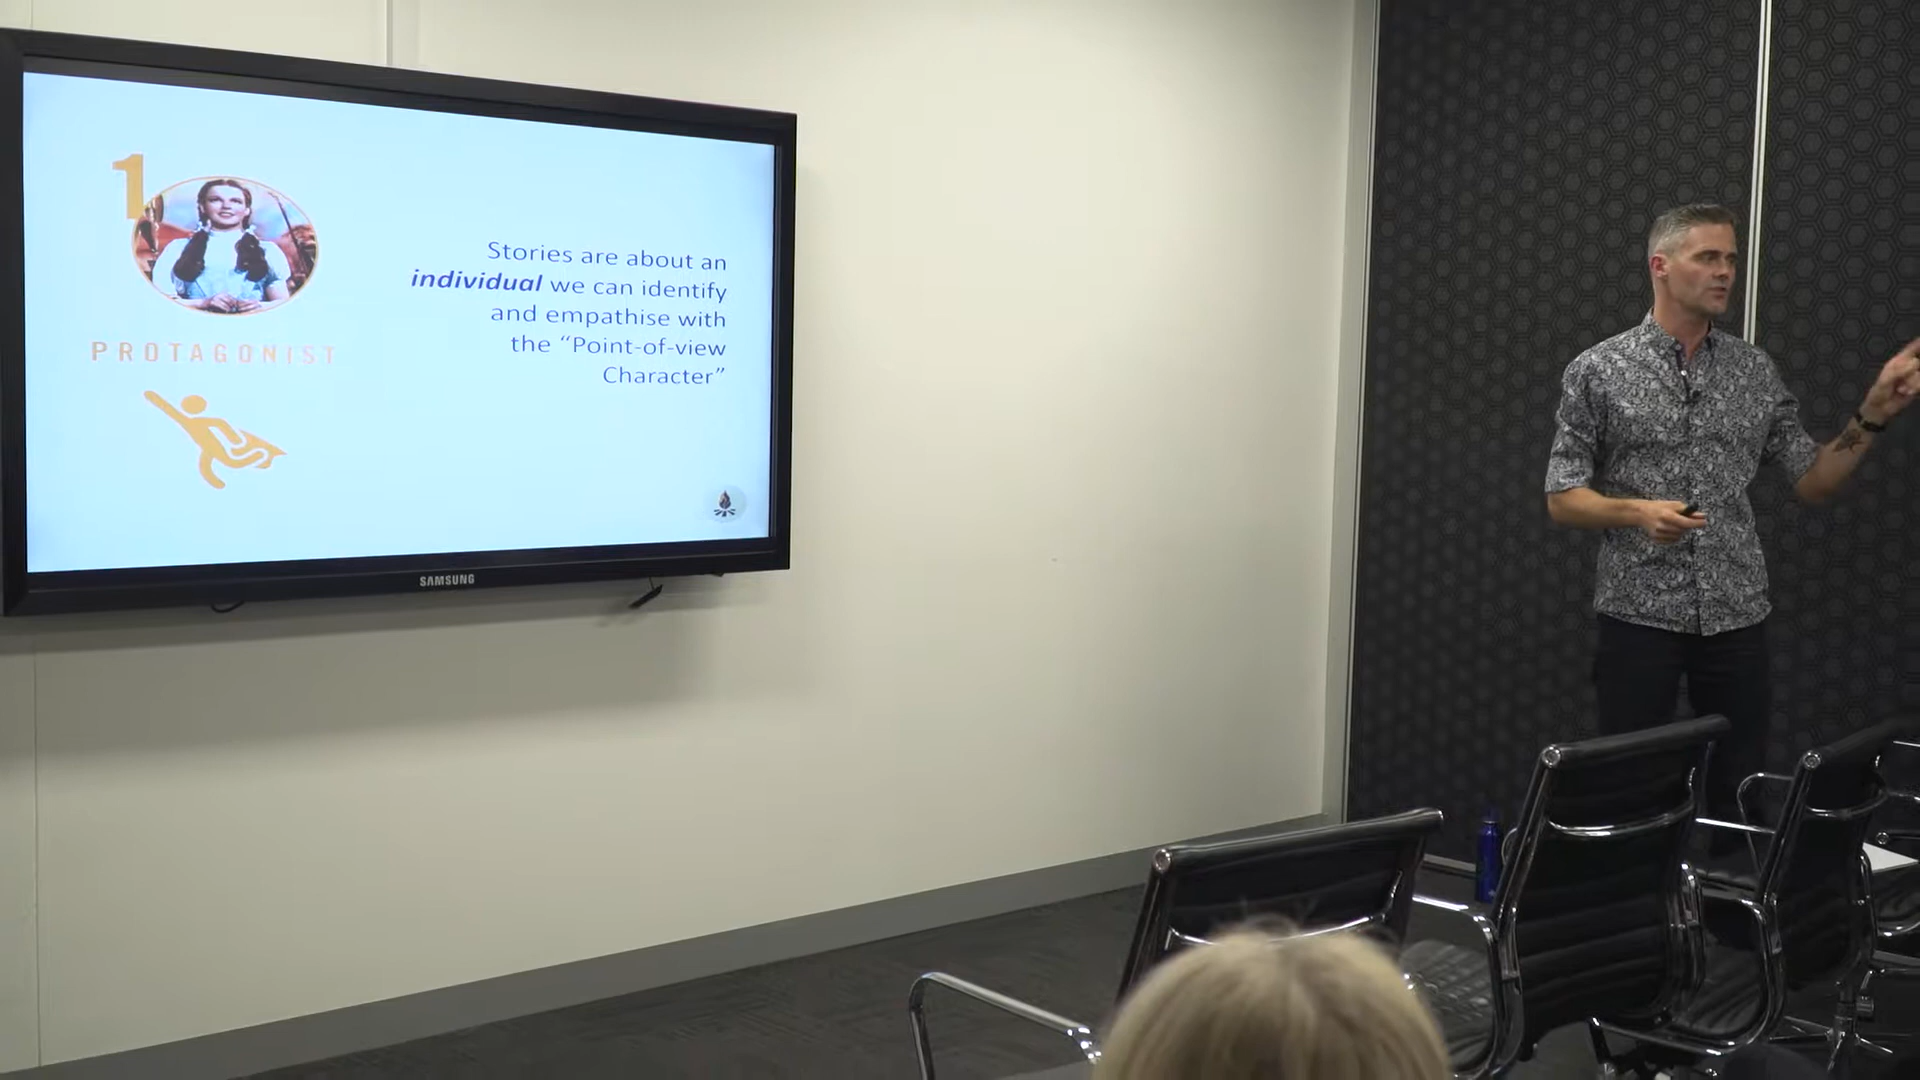 1
PROTAGONIST
Stories are about an
individual we can identify
and empathise with
the “Point-of-view
Character”
SAMSUNG